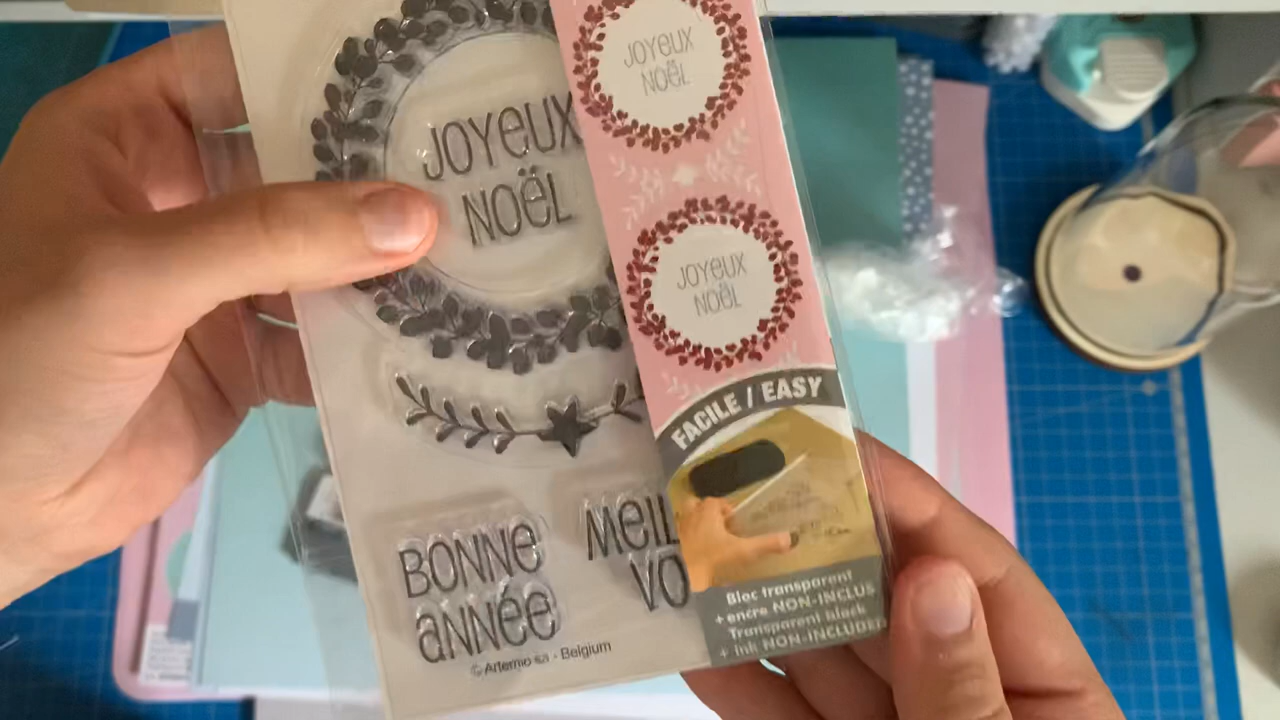 JOYEUX
NOËL
JOYEUX
NOËL
JOYEUX
NOËL
FACILE / EASY
BONNE
année
MEIL
VO
Bloc transparent
+ encre NON-INCLUS
Transparent block
+ ink NON-INCLUDED
© Artemio sa - Belgium